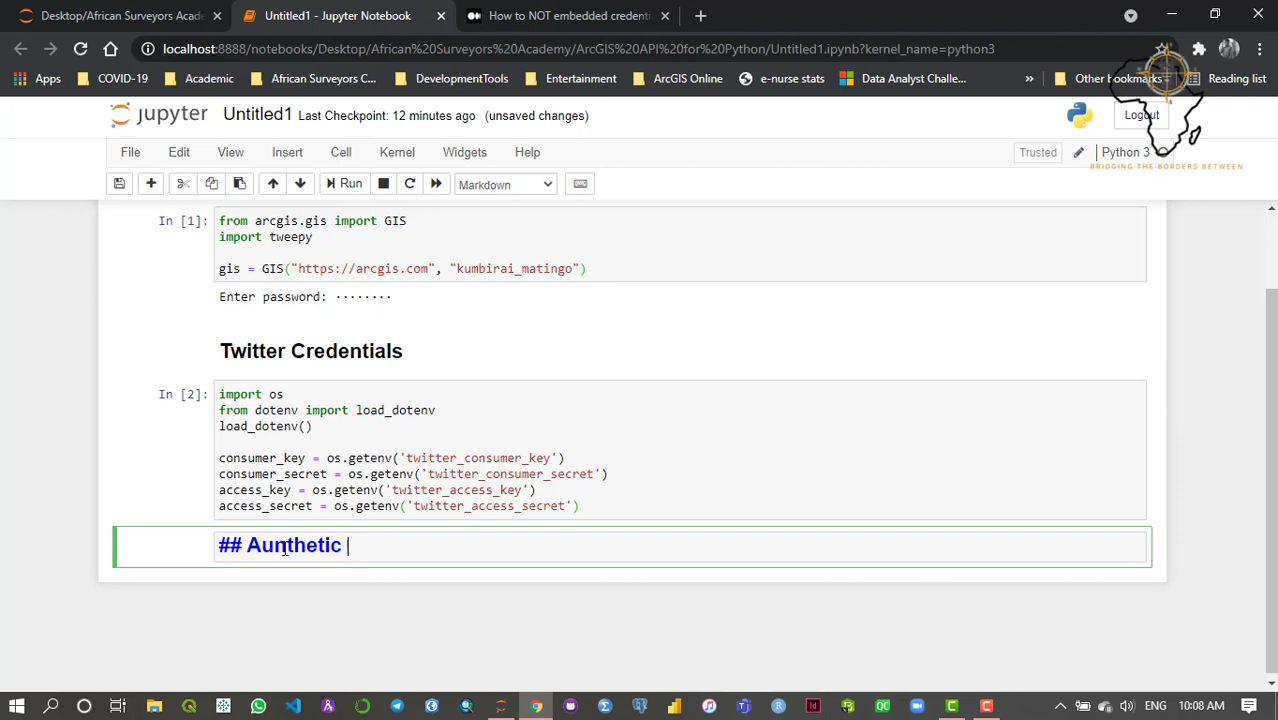 Desktop/African Surveyors Acade
Untitled1 - Jupyter Notebook
How to NOT embedded credenti
localhost:8888/notebooks/Desktop/African%20Surveyors%20Academy/ArcGIS%20API%20for%20Python/Untitled1.ipynb?kernel_name=python3
Apps
COVID-19
Academic
African Surveyors C...
DevelopmentTools
Entertainment
ArcGIS Online
e-nurse stats
Data Analyst Challe...
»
Other bookmarks
Reading list
jupyter
Untitled1
Last Checkpoint: 12 minutes ago
(unsaved changes)
Logout
File
Edit
View
Insert
Cell
Kernel
Widgets
Help
Trusted
Python 3
BRIDGING THE BORDERS BETWEEN
Run
Markdown
In [1]:
from arcgis.gis import GIS
import tweepy
gis = GIS("https://arcgis.com", "kumbirai_matingo")
Enter password: ········
Twitter Credentials
In [2]:
import os
from dotenv import load_dotenv
load_dotenv()
consumer_key = os.getenv('twitter_consumer_key')
consumer_secret = os.getenv('twitter_consumer_secret')
access_key = os.getenv('twitter_access_key')
access_secret = os.getenv('twitter_access_secret')
## Aunthetic
ENG
10:08 AM